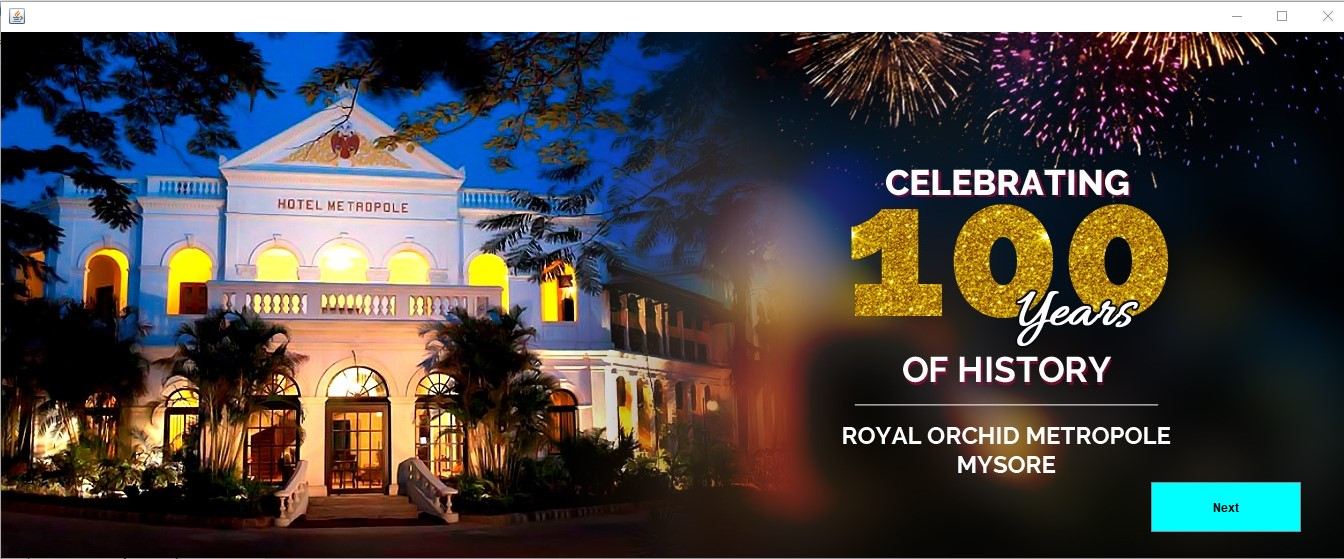 HOTEL METROPOLE
CELEBRATING
100
Years
OF HISTORY
ROYAL ORCHID METROPOLE
MYSORE
Next